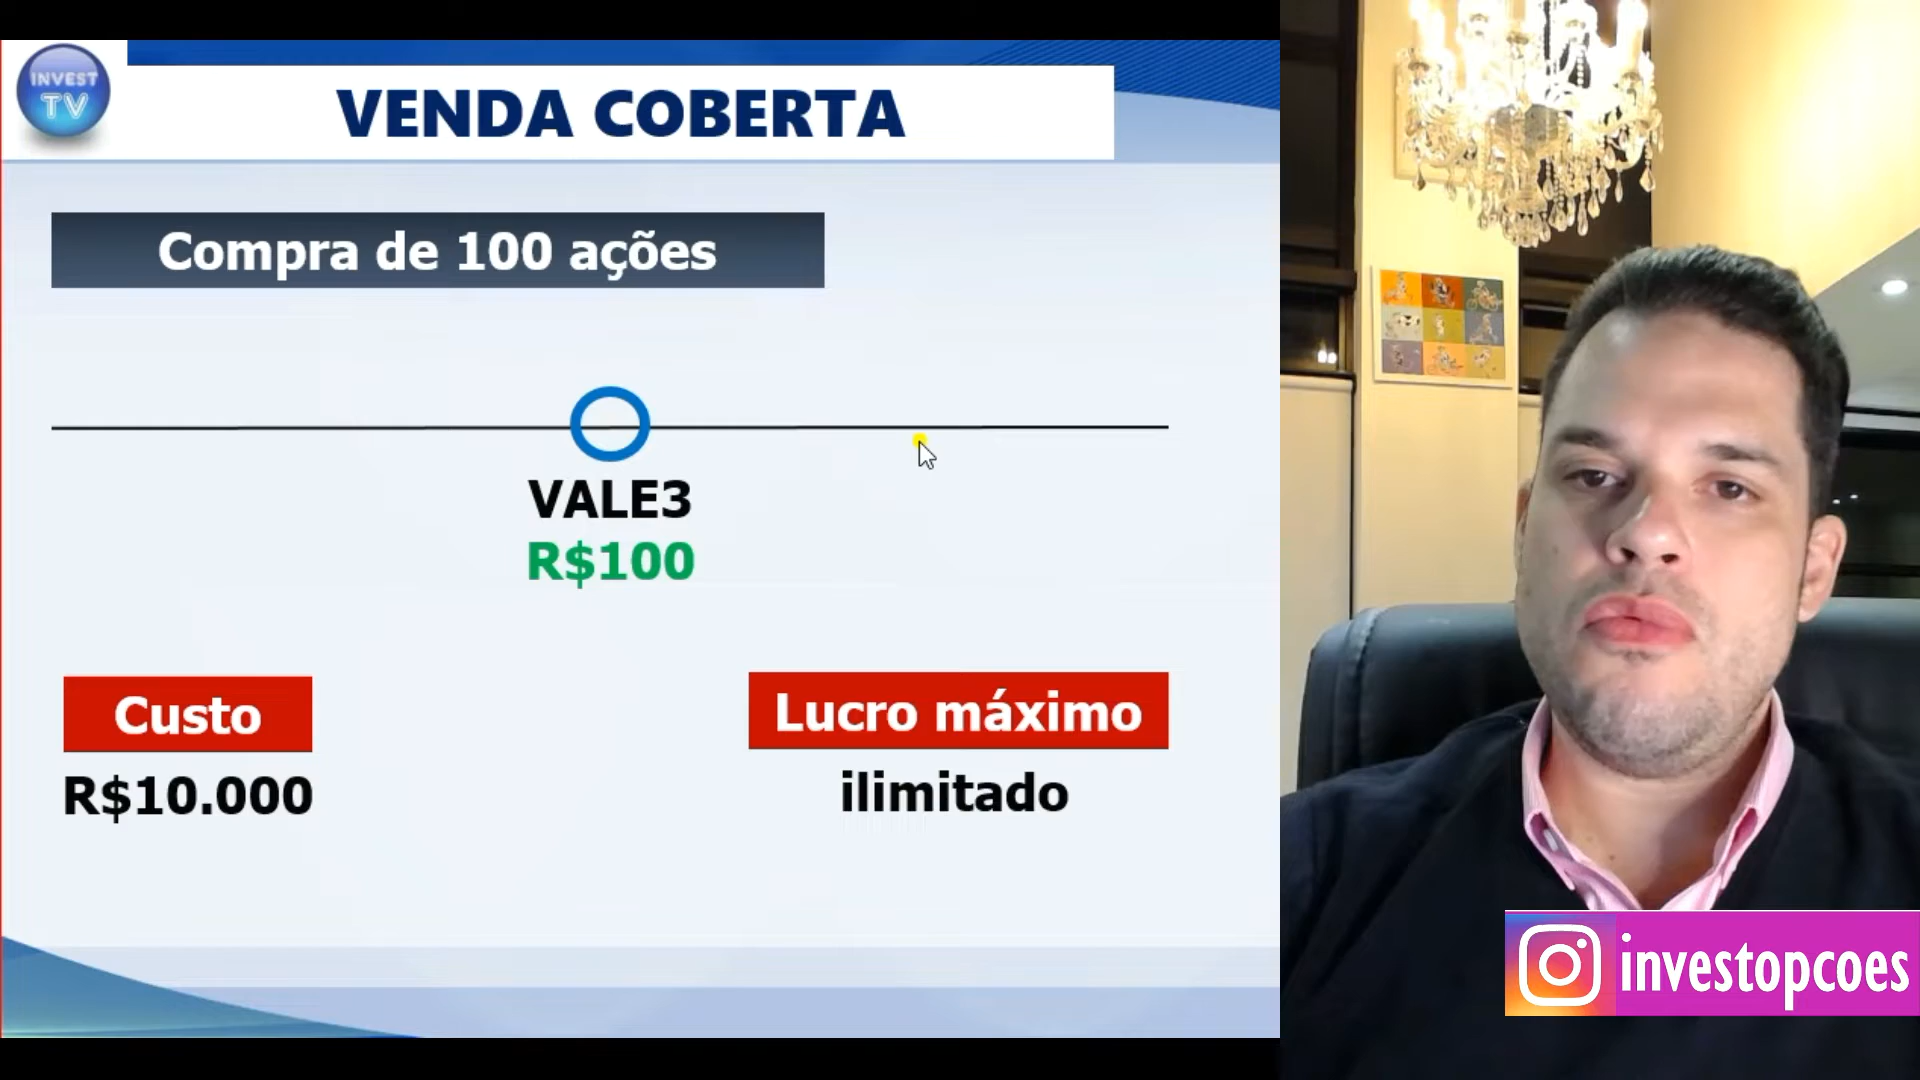 INVEST
TV
VENDA COBERTA
Compra de 100 ações
VALE3
R$100
Custo
R$10.000
Lucro máximo
ilimitado
investopcoes